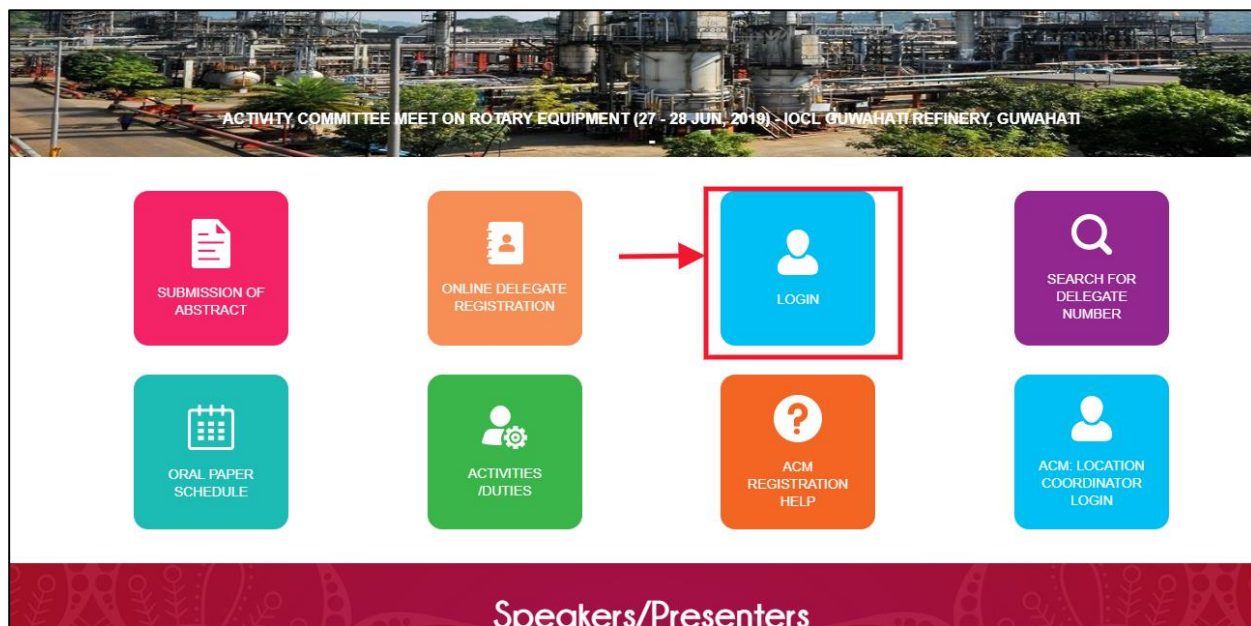 ACTIVITY COMMITTEE MEET ON ROTARY EQUIPMENT (27 - 28 JUN, 2019) - IOCL GUWAHATI REFINERY, GUWAHATI
SUBMISSION OF
ABSTRACT
ONLINE DELEGATE
REGISTRATION
LOGIN
SEARCH FOR
DELEGATE
NUMBER
ORAL PAPER
SCHEDULE
ACTIVITIES
/DUTIES
ACM
REGISTRATION
HELP
ACM: LOCATION
COORDINATOR
LOGIN
Speakers/Presenters